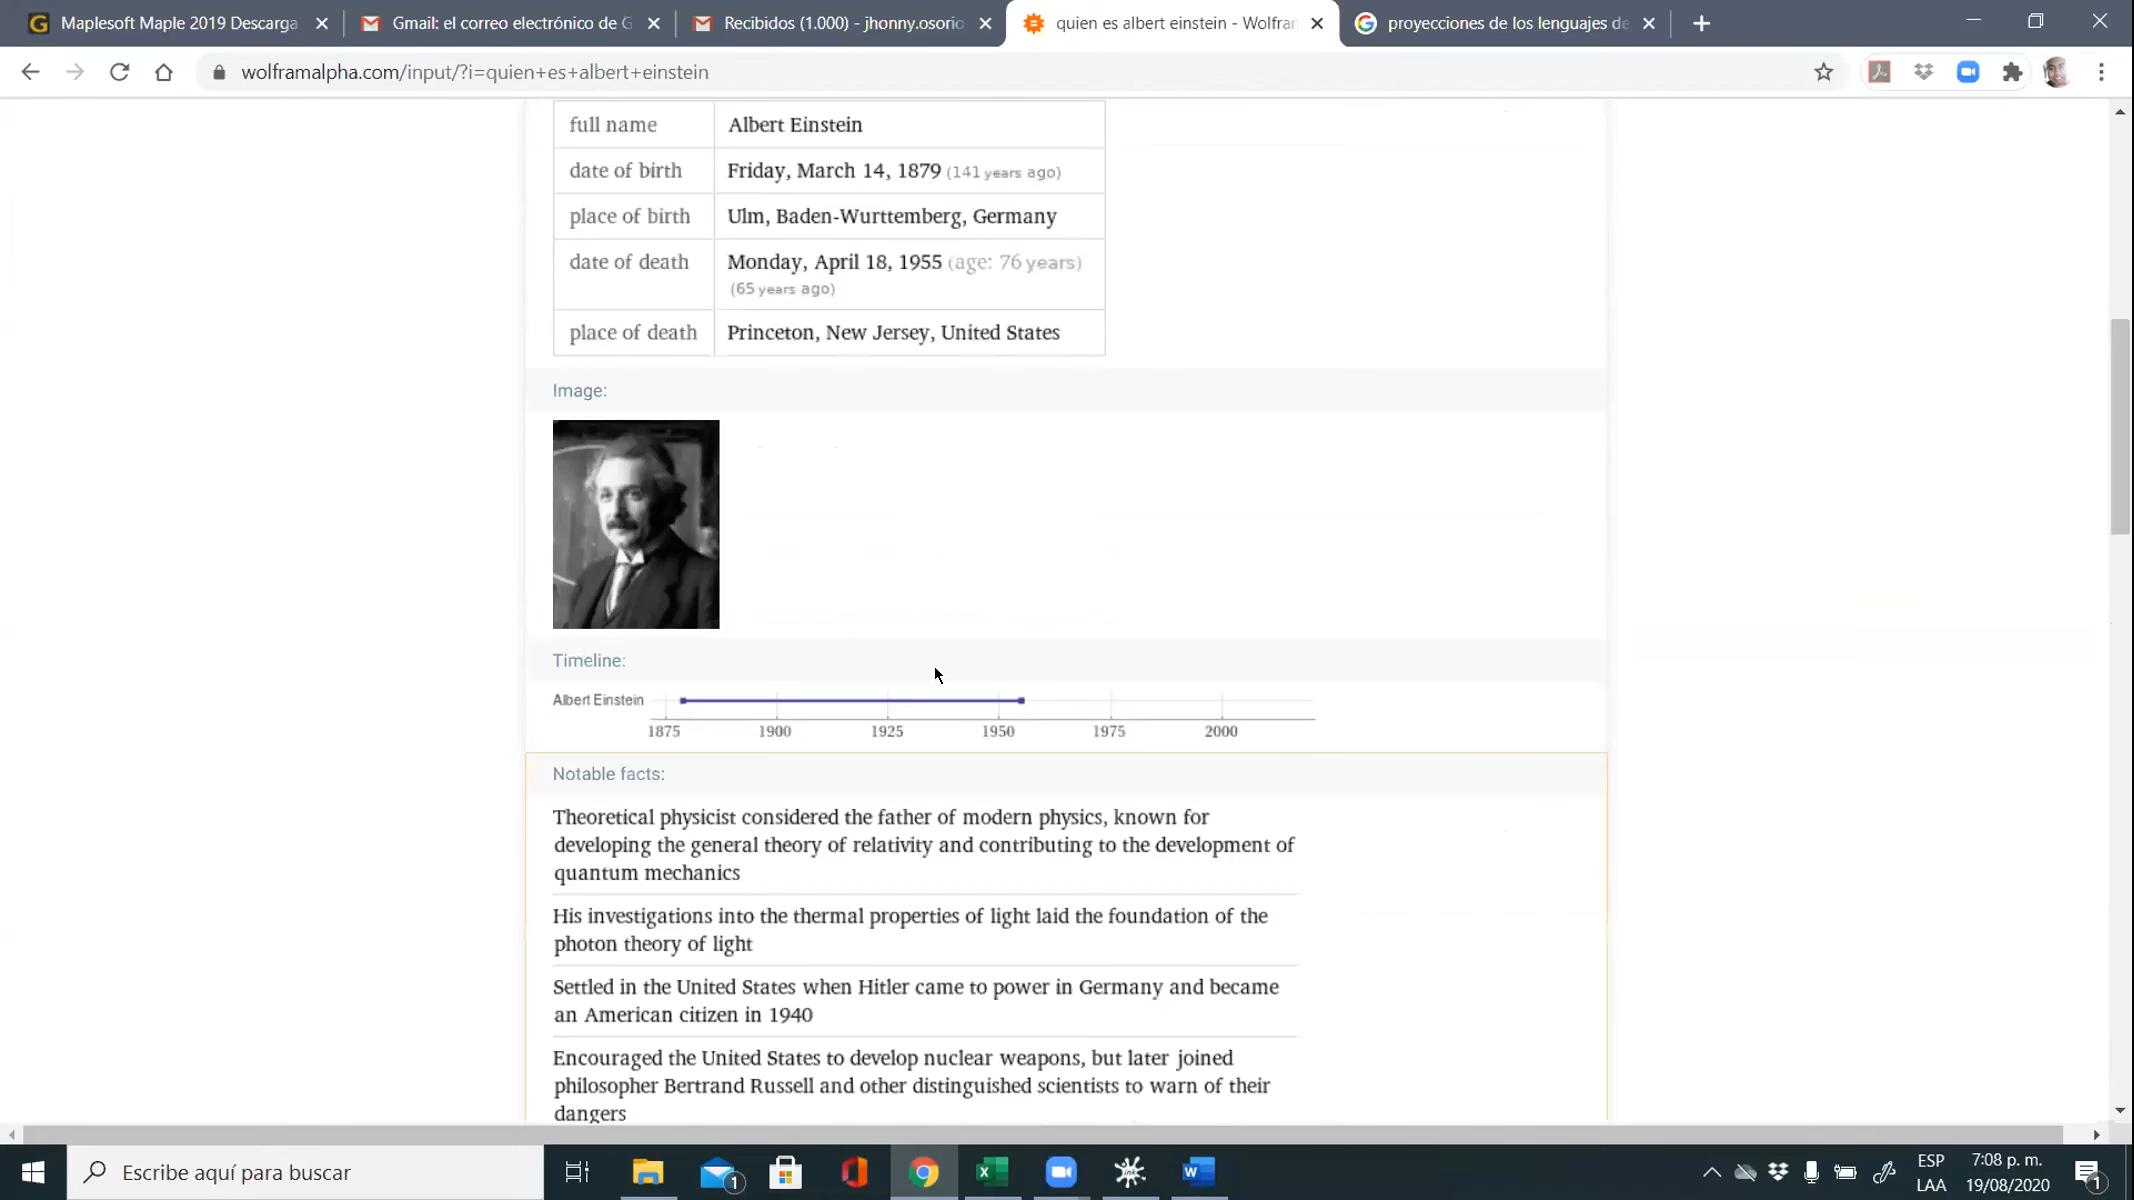 Maplesoft Maple 2019 Descarga
Gmail: el correo electrónico de G
Recibidos (1.000) - jhonny.osorio
quien es albert einstein - Wolfra
proyecciones de los lenguajes de
wolframalpha.com/input/?i=quien+es+albert+einstein
full name Albert Einstein
date of birth Friday, March 14, 1879 (141 years ago)
place of birth Ulm, Baden-Wurttemberg, Germany
date of death Monday, April 18, 1955 (age: 76 years)
(65 years ago)
place of death Princeton, New Jersey, United States
Image:
Timeline:
Albert Einstein
1875 1900 1925 1950 1975 2000
Notable facts:
Theoretical physicist considered the father of modern physics, known for
developing the general theory of relativity and contributing to the development of
quantum mechanics
His investigations into the thermal properties of light laid the foundation of the
photon theory of light
Settled in the United States when Hitler came to power in Germany and became
an American citizen in 1940
Encouraged the United States to develop nuclear weapons, but later joined
philosopher Bertrand Russell and other distinguished scientists to warn of their
dangers
Escribe aquí para buscar
1
ink
ESP
LAA
7:08 p. m.
19/08/2020
1